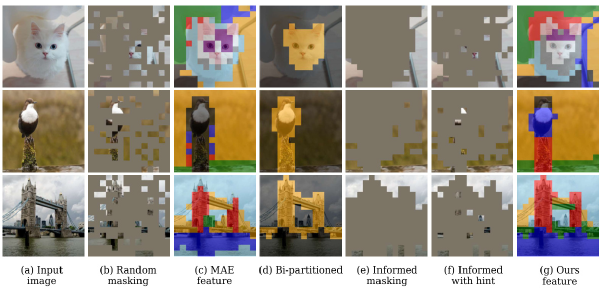 (a) Input (b) Random (c) MAE (d) Bi-partitioned (e) Informed (f) Informed (g) Ours
image masking feature masking with hint feature